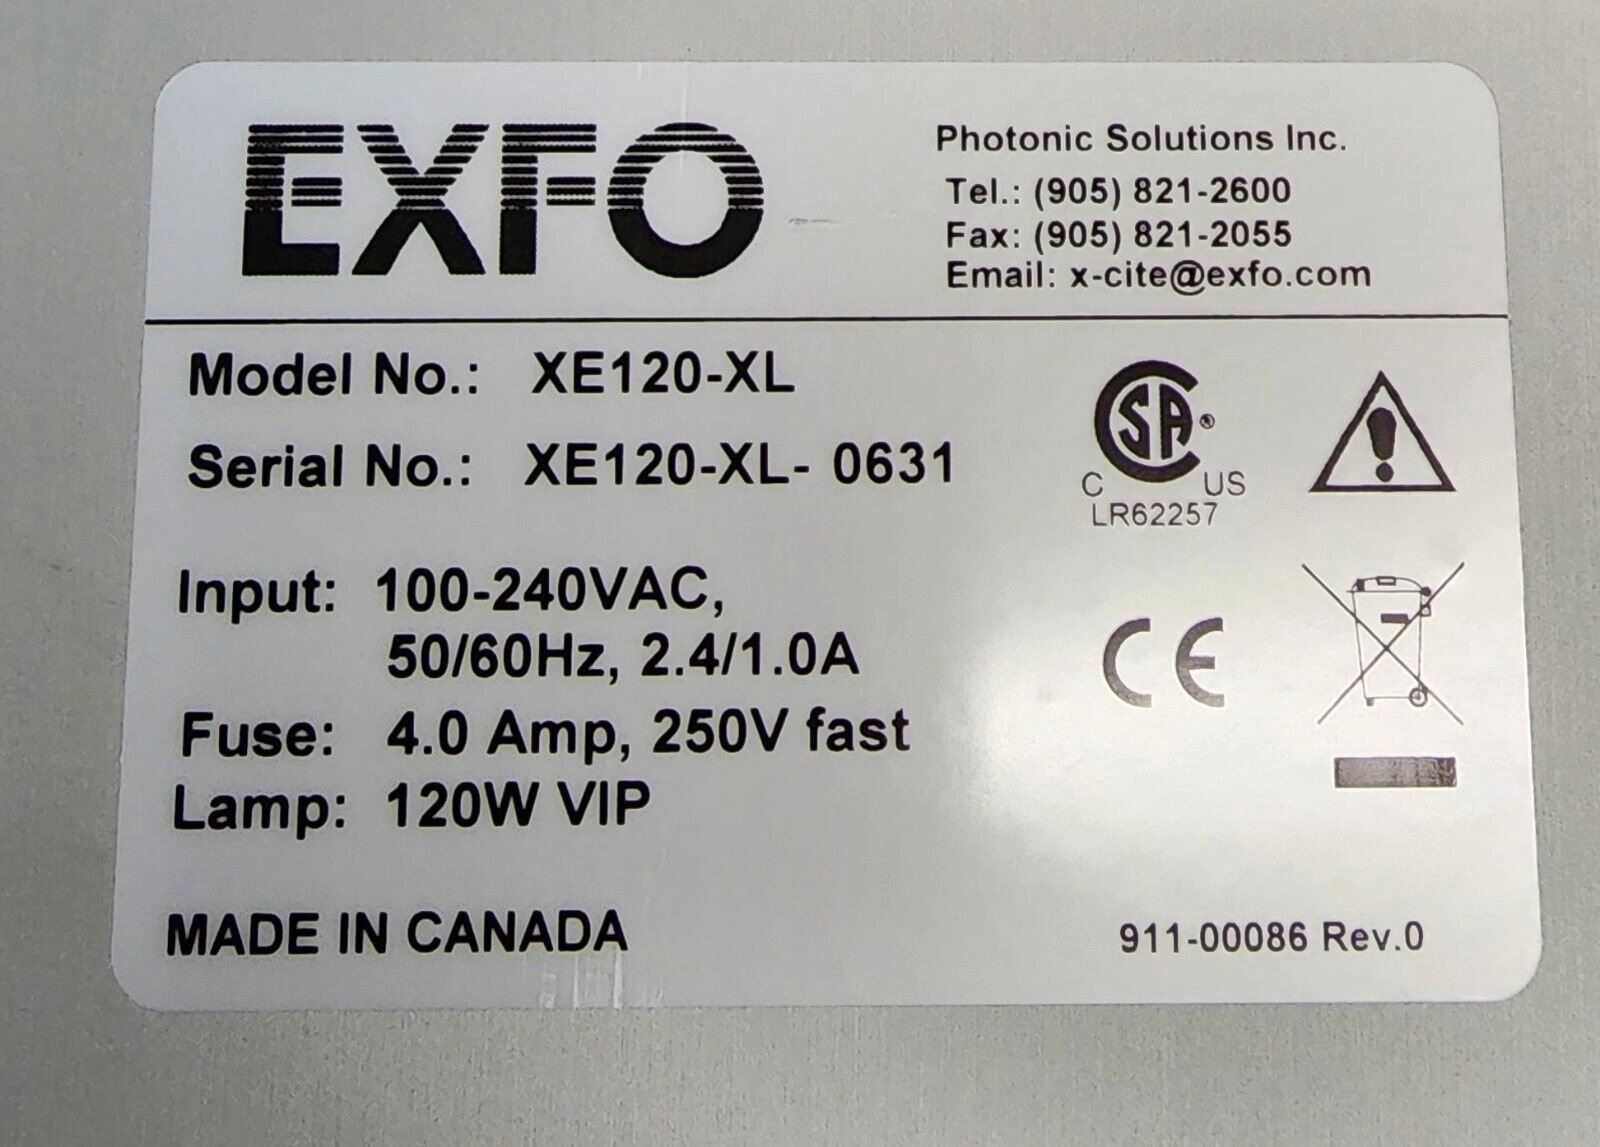 EXFO
Photonic Solutions Inc.
Tel.: (905) 821-2600
Fax: (905) 821-2055
Email: x-cite@exfo.com
Model No.: XE120-XL
Serial No.: XE120-XL- 0631
CSA®
C US
LR62257
Input: 100-240VAC,
50/60Hz, 2.4/1.0A
CE
Fuse: 4.0 Amp, 250V fast
Lamp: 120W VIP
MADE IN CANADA
911-00086 Rev.0